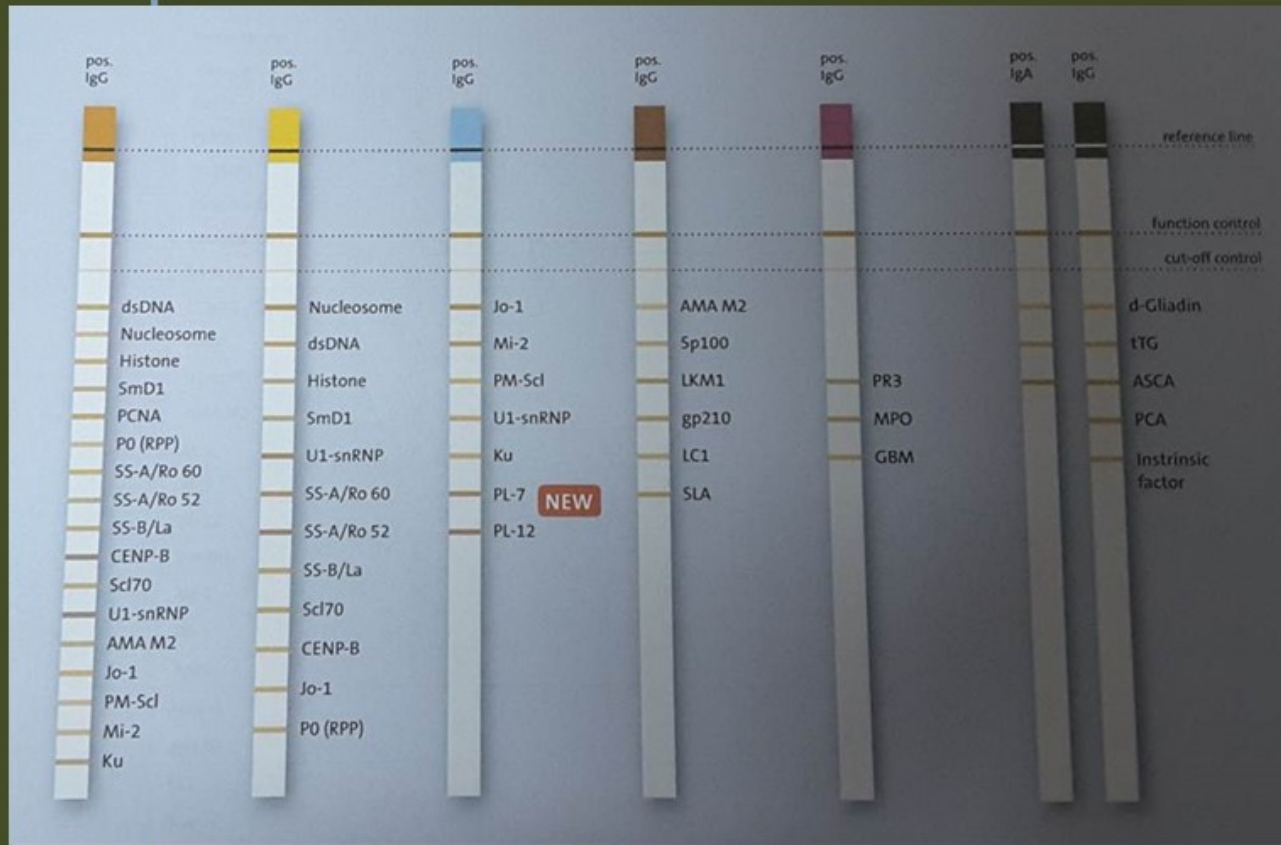 pos.
IgG
pos.
IgG
pos.
IgG
pos.
IgG
pos.
IgG
pos.
IgA
pos.
IgG
reference line
function control
cut-off control
dsDNA
Nucleosome
Histone
SmD1
PCNA
P0 (RPP)
SS-A/Ro 60
SS-A/Ro 52
SS-B/La
CENP-B
Scl70
U1-snRNP
AMA M2
Jo-1
PM-Scl
Mi-2
Ku
Nucleosome
dsDNA
Histone
SmD1
U1-snRNP
SS-A/Ro 60
SS-A/Ro 52
SS-B/La
Scl70
CENP-B
Jo-1
P0 (RPP)
Jo-1
Mi-2
PM-Scl
U1-snRNP
Ku
PL-7 NEW
PL-12
AMA M2
Sp100
LKM1
gp210
LC1
SLA
PR3
MPO
GBM
d-Gliadin
tTG
ASCA
PCA
Instrinsic
factor